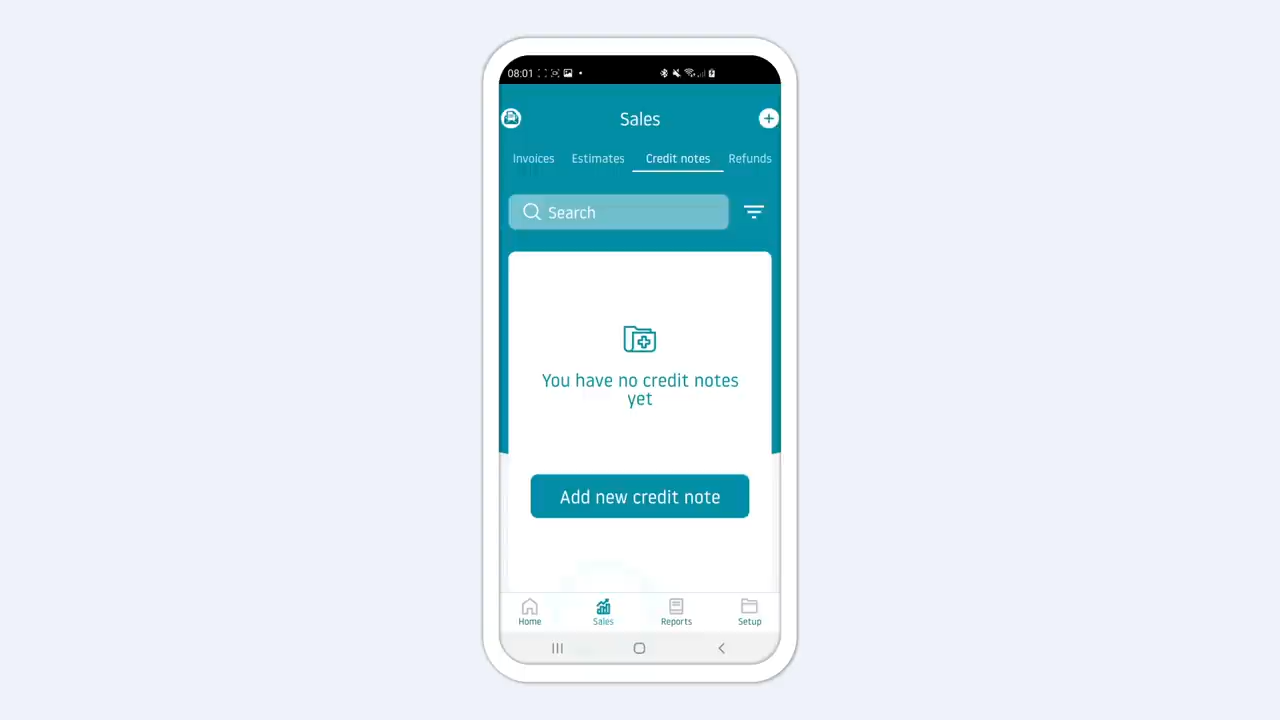 08:01
Sales
Invoices Estimates Credit notes Refunds
Search
You have no credit notes
yet
Add new credit note
Home Sales Reports Setup